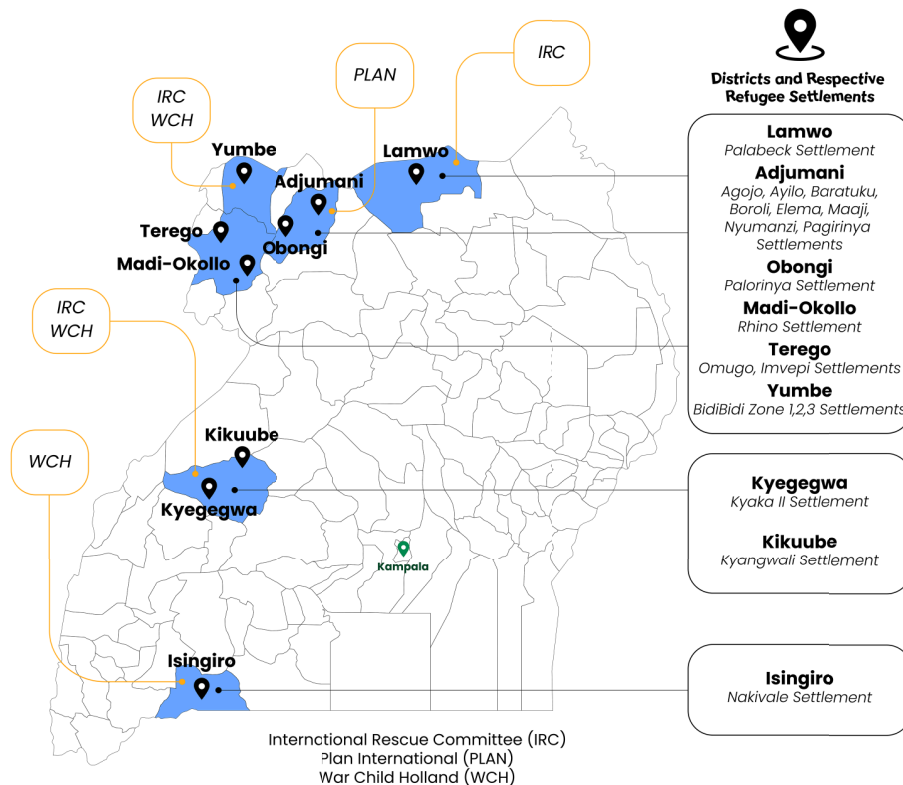 Districts and Respective
Refugee Settlements
IRC
PLAN
IRC
WCH
Yumbe
Lamwo
Adjumani
Terego
Obongi
Madi-Okollo
IRC
WCH
Kikuube
WCH
Kyegegwa
Kampala
Isingiro
Lamwo
Palabeck Settlement
Adjumani
Agojo, Ayilo, Baratuku,
Boroli, Elema, Maaji,
Nyumanzi, Pagirinya
Settlements
Obongi
Palorinya Settlement
Madi-Okollo
Rhino Settlement
Terego
Omugo, Imvepi Settlements
Yumbe
BidiBidi Zone 1,2,3 Settlements
Kyegegwa
Kyaka II Settlement
Kikuube
Kyangwali Settlement
Isingiro
Nakivale Settlement
International Rescue Committee (IRC)
Plan International (PLAN)
War Child Holland (WCH)